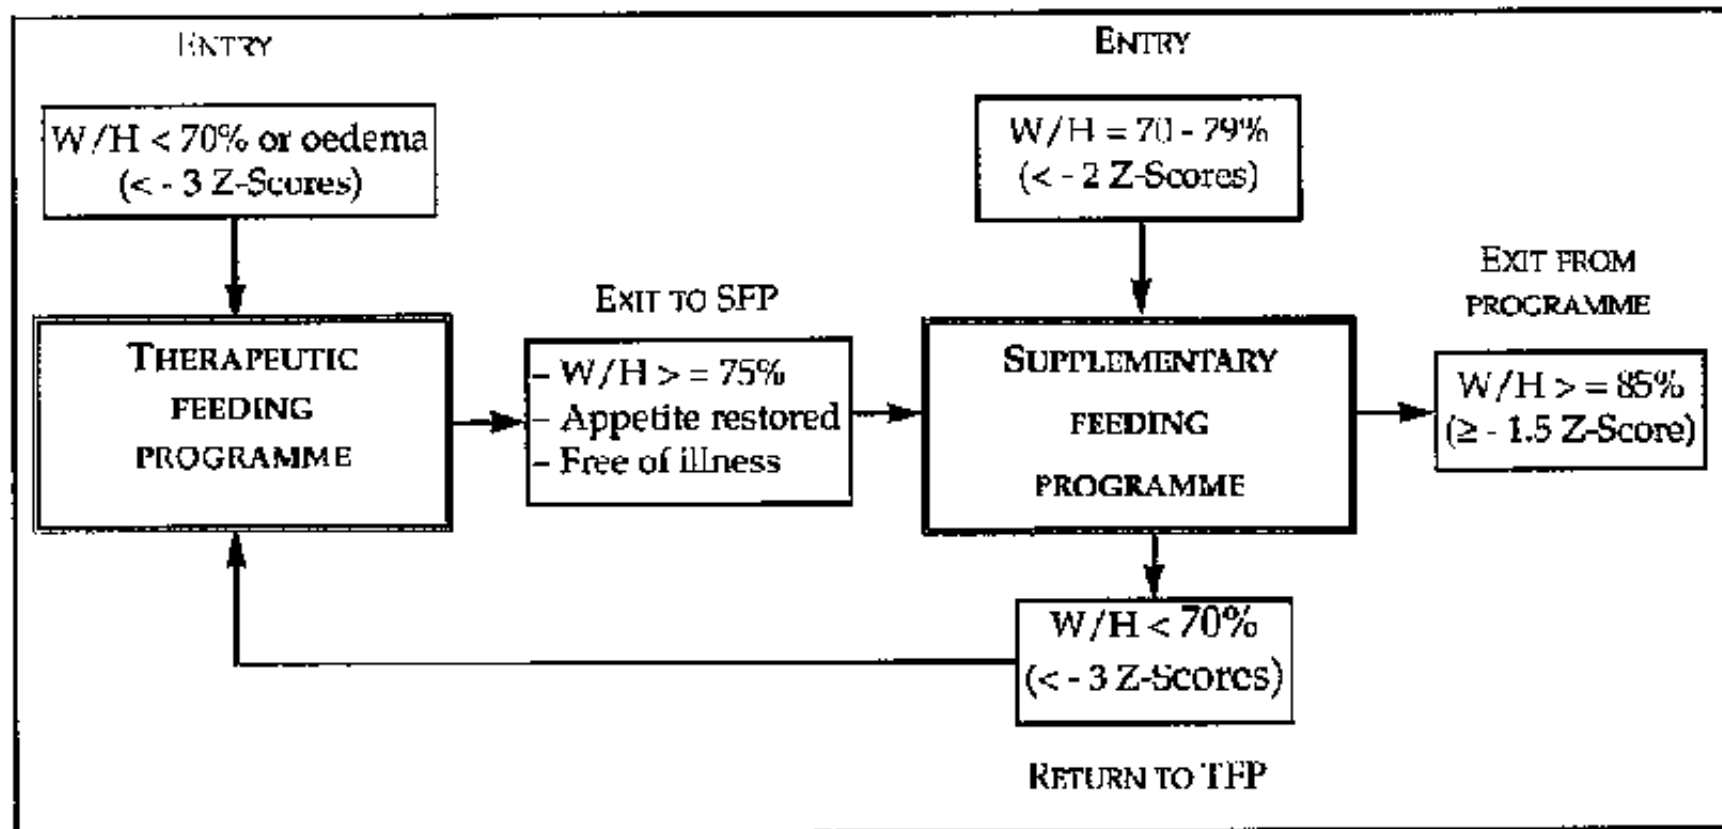 ENTRY
W/H < 70% or oedema
(< - 3 Z-Scores)
THERAPEUTIC
FEEDING
PROGRAMME
EXIT TO SFP
– W/H > = 75%
– Appetite restored
– Free of illness
ENTRY
W/H = 70 - 79%
(< - 2 Z-Scores)
SUPPLEMENTARY
FEEDING
PROGRAMME
EXIT FROM
PROGRAMME
W/H > = 85%
(≥ - 1.5 Z-Score)
W/H < 70%
(< - 3 Z-Scores)
RETURN TO TFP